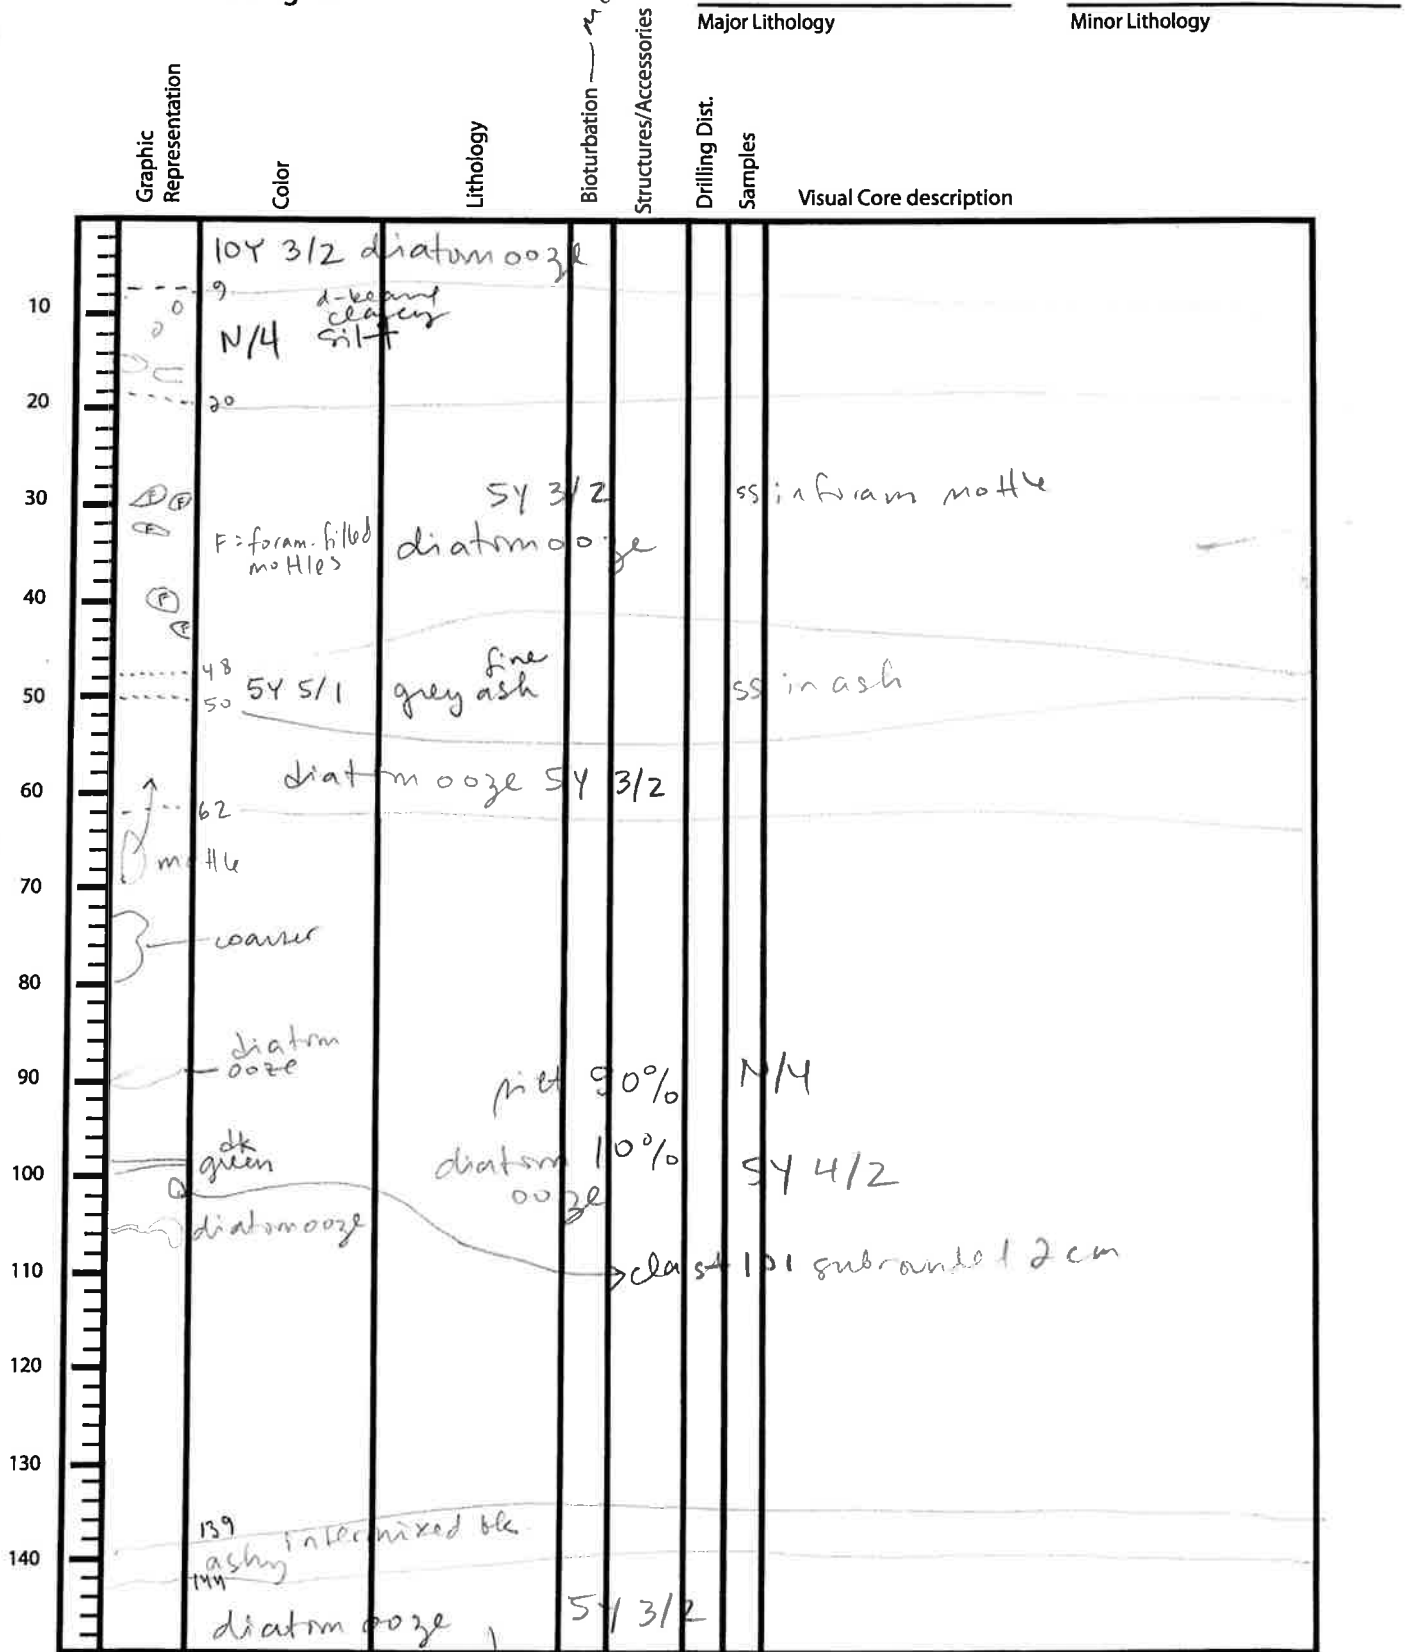 Major Lithology
Minor Lithology
Graphic
Representation
Color
Lithology
Bioturbation —
Structures/Accessories
Drilling Dist.
Samples
Visual Core description
10Y 3/2 diatom ooze
9
10
d-bearing
clayey
N/4 silt
20
20
30
5Y 3/2
ss in foram mottle
F = foram. filled
mottles
diatom ooze
F
F
F
40
F
F
48
fine
50
50
5Y 5/1
grey ash
ss in ash
diatom ooze 5Y 3/2
60
62
mottle
70
coarser
80
diatom
ooze
90
silt 90% N/4
dk
green
diatom 10% 5Y 4/2
ooze
100
diatom ooze
110
clast 101 subrounded 2 cm
120
130
139
intermixed blk
ashy
140
144
diatom ooze 5Y 3/2